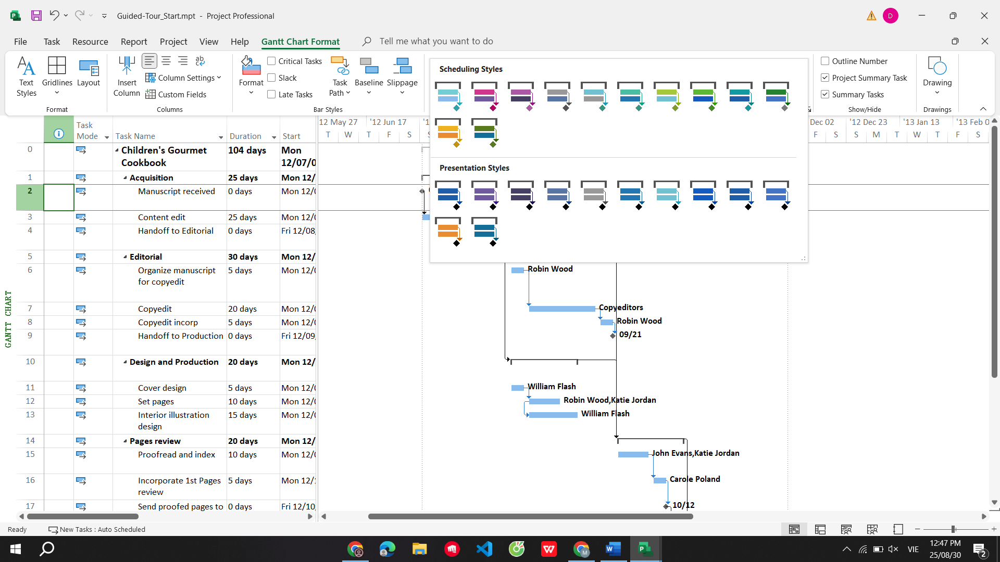 Guided-Tour_Start.mpt - Project Professional
D
File Task Resource Report Project View Help Gantt Chart Format Tell me what you want to do
Text Styles
Gridlines
Layout
Format
Insert Column
ab
Column Settings
Custom Fields
Columns
Format
Critical Tasks
Slack
Late Tasks
Task Path
Baseline
Slippage
Bar Styles
Scheduling Styles
Presentation Styles
Outline Number
Project Summary Task
Summary Tasks
Show/Hide
Drawing
Drawings
Task Mode
Task Name
Duration
Start
12 May 27 '12 Jun 17 Dec 02 '12 Dec 23 '13 Jan 13 '13 Feb 0
T W T F S F S S M T W T F S
0 Children's Gourmet Cookbook 104 days Mon 12/07/0
1 Acquisition 25 days Mon 12/
2 Manuscript received 0 days Mon 12/0
3 Content edit 25 days Mon 12/0
4 Handoff to Editorial 0 days Fri 12/08,
5 Editorial 30 days Mon 12/
6 Organize manuscript for copyedit 5 days Mon 12/0
Robin Wood
7 Copyedit 20 days Mon 12/0
Copyeditors
8 Copyedit incorp 5 days Mon 12/0
Robin Wood
9 Handoff to Production 0 days Fri 12/09,
09/21
10 Design and Production 20 days Mon 12/
11 Cover design 5 days Mon 12/0
William Flash
12 Set pages 10 days Mon 12/0
Robin Wood,Katie Jordan
13 Interior illustration design 15 days Mon 12/0
William Flash
14 Pages review 20 days Mon 12/
15 Proofread and index 10 days Mon 12/0
John Evans,Katie Jordan
16 Incorporate 1st Pages review 5 days Mon 12/1
Carole Poland
17 Send proofed pages to 0 days Fri 12/10,
10/12
GANTT CHART
Ready New Tasks : Auto Scheduled
VIE
12:47 PM
25/08/30
2